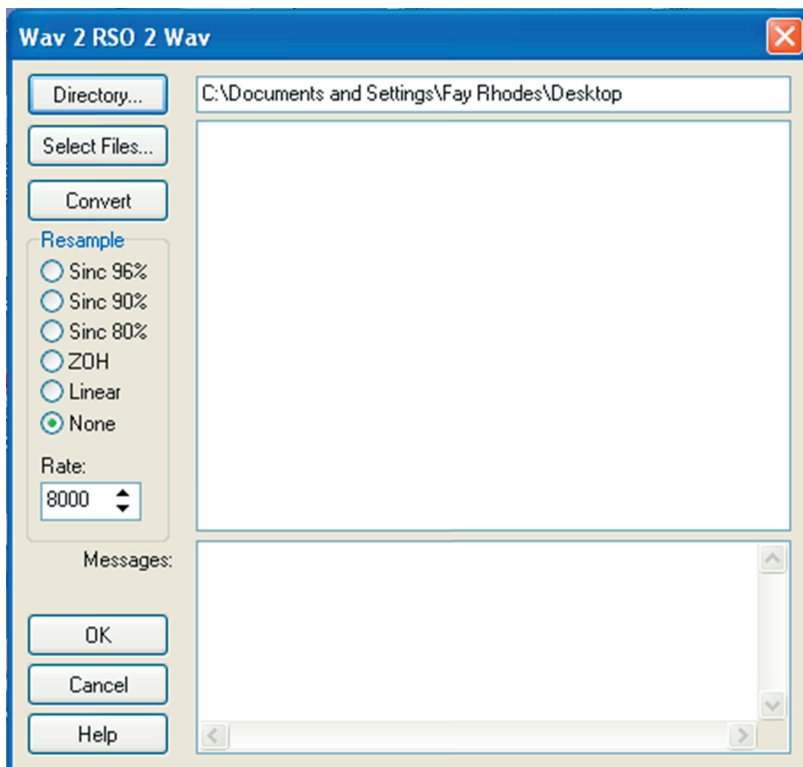 Wav 2 RSO 2 Wav
Directory...
C:\Documents and Settings\Fay Rhodes\Desktop
Select Files...
Convert
Resample
Sinc 96%
Sinc 90%
Sinc 80%
ZOH
Linear
None
Rate:
8000
Messages:
OK
Cancel
Help